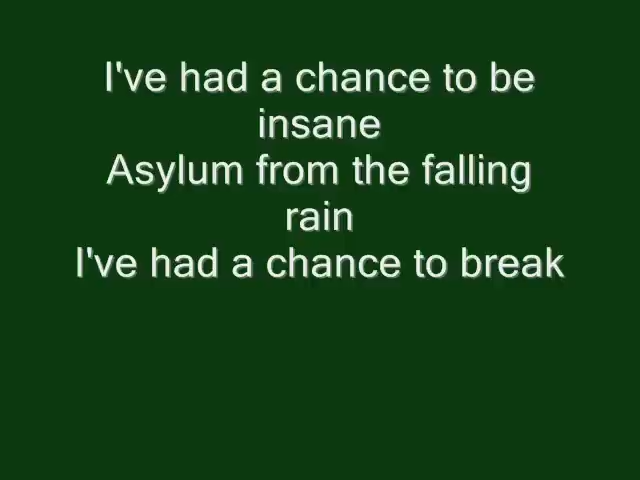 I've had a chance to be
insane
Asylum from the falling
rain
I've had a chance to break